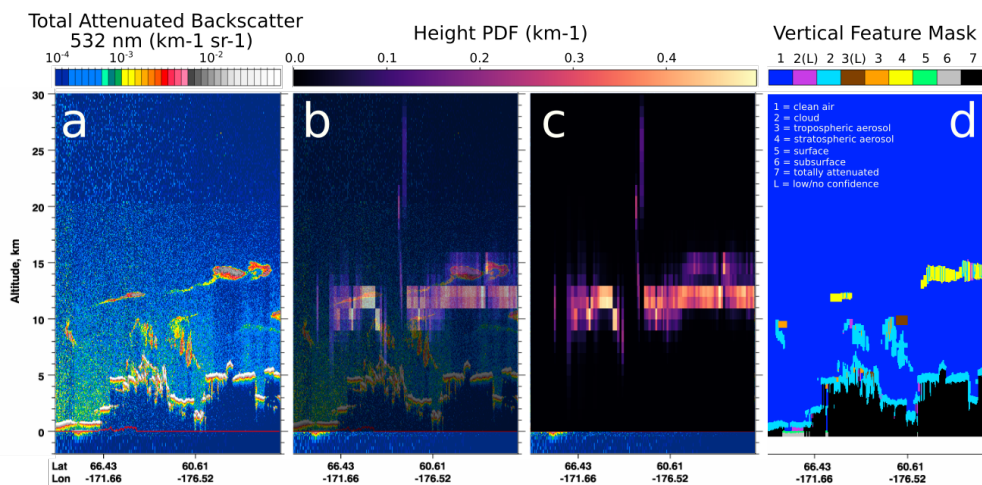 Total Attenuated Backscatter
532 nm (km-1 sr-1)
10-4 10-3 10-2
Height PDF (km-1)
0.0 0.1 0.2 0.3 0.4
Vertical Feature Mask
1 2(L) 2 3(L) 3 4 5 6 7
a
b
c
d
1 = clean air
2 = cloud
3 = tropospheric aerosol
4 = stratospheric aerosol
5 = surface
6 = subsurface
7 = totally attenuated
L = low/no confidence
Altitude, km
30
25
20
15
10
5
0
Lat 66.43 60.61 66.43 60.61 66.43 60.61 66.43 60.61
Lon -171.66 -176.52 -171.66 -176.52 -171.66 -176.52 -171.66 -176.52